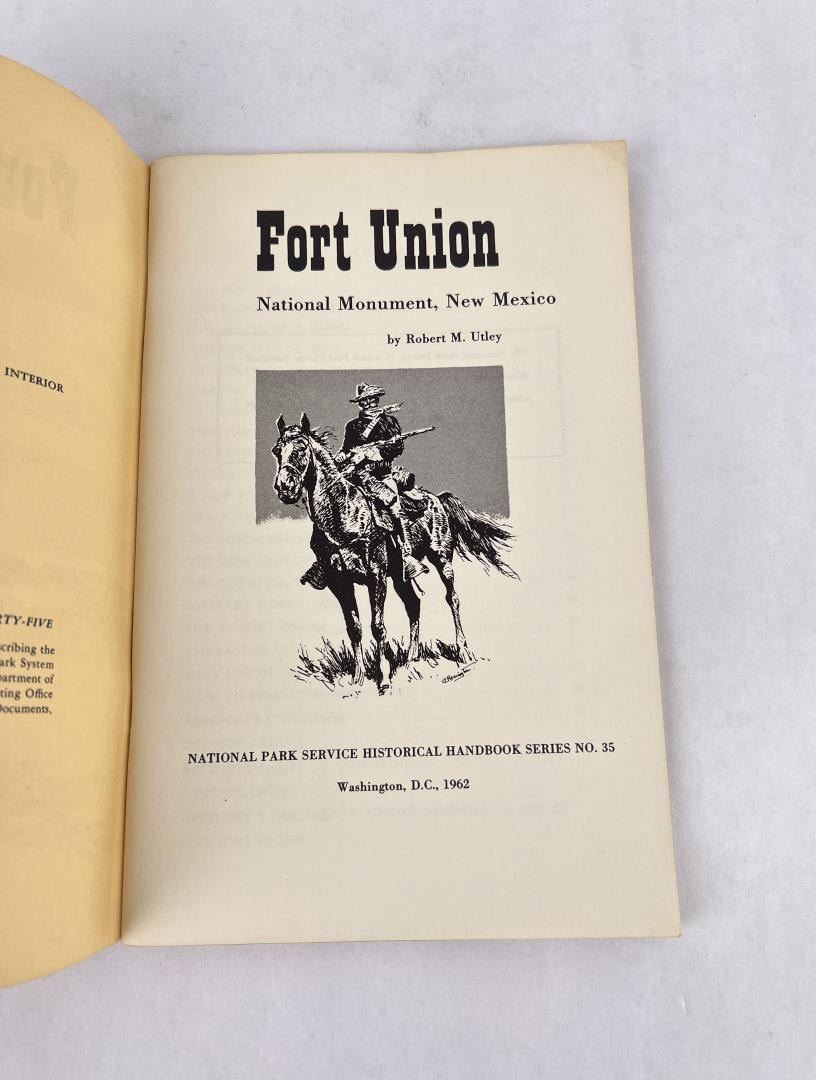 INTERIOR
RTY-FIVE
scribing the
ark System
partment of
ting Office
Documents,
Fort Union
National Monument, New Mexico
by Robert M. Utley
NATIONAL PARK SERVICE HISTORICAL HANDBOOK SERIES NO. 35
Washington, D.C., 1962